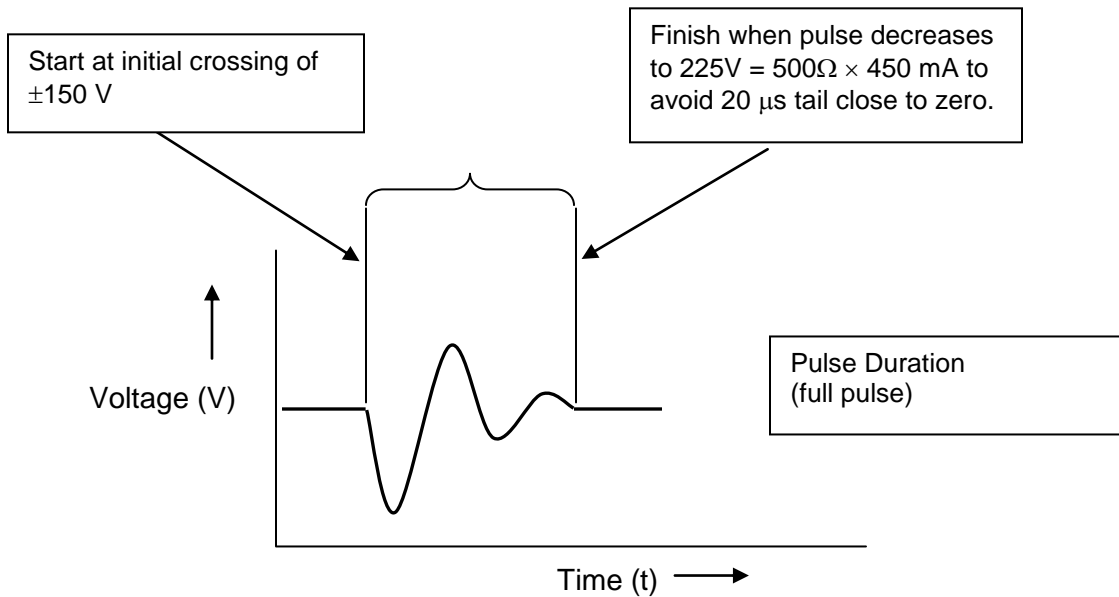 Start at initial crossing of
±150 V
Finish when pulse decreases
to 225V = 500Ω × 450 mA to
avoid 20 μs tail close to zero.
Pulse Duration
(full pulse)
Voltage (V)
Time (t)